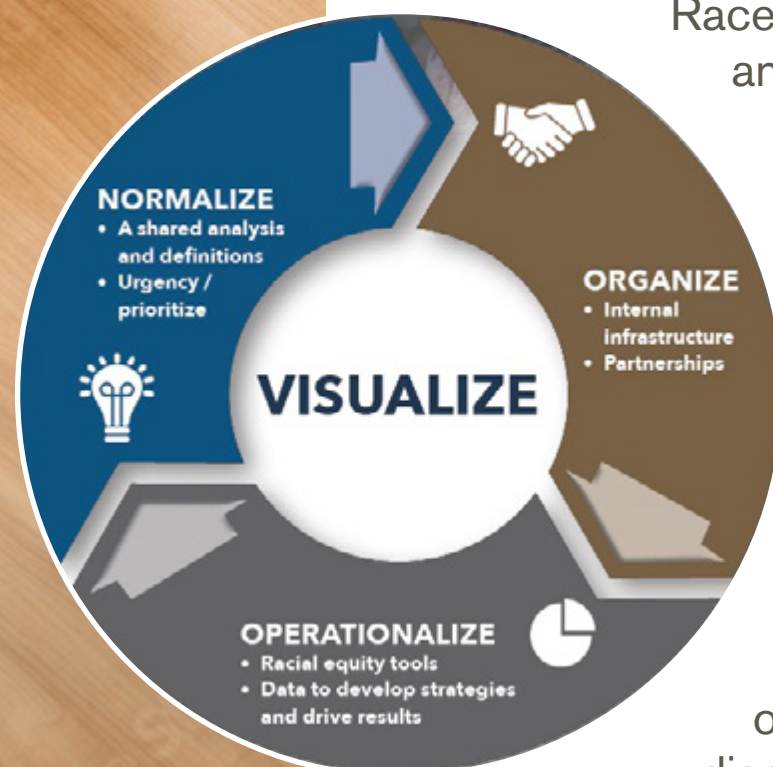 Race
an
NORMALIZE
• A shared analysis
and definitions
• Urgency /
prioritize
ORGANIZE
• Internal
infrastructure
• Partnerships
VISUALIZE
OPERATIONALIZE
• Racial equity tools
• Data to develop strategies
and drive results
o